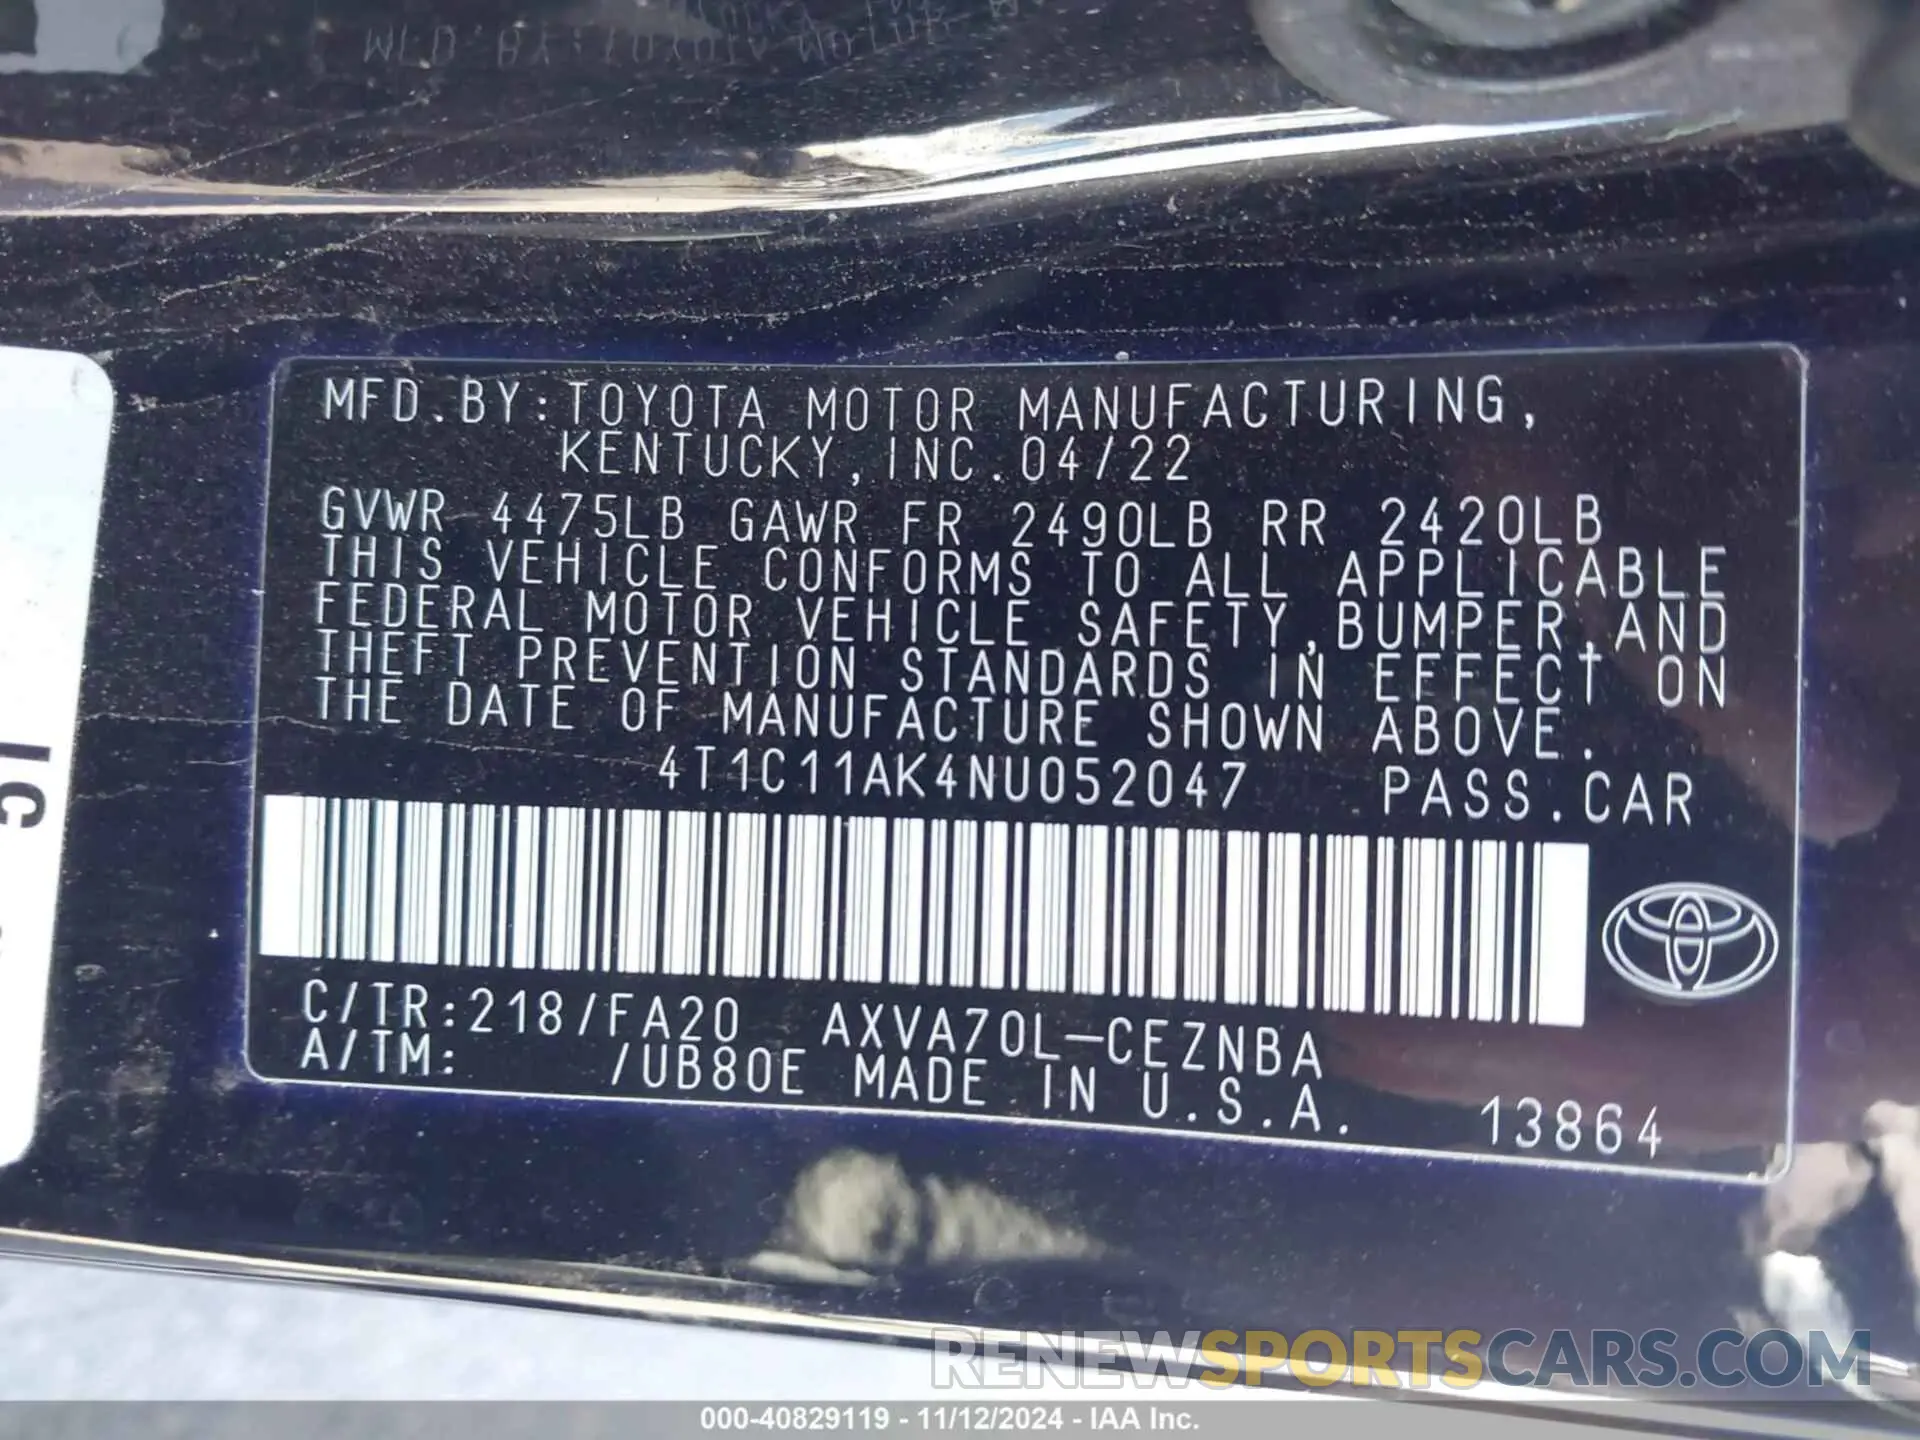 MFD.BY:TOYOTA MOTOR MANUFACTURING,
KENTUCKY,INC.04/22
GVWR 4475LB GAWR FR 2490LB RR 2420LB
THIS VEHICLE CONFORMS TO ALL APPLICABLE
FEDERAL MOTOR VEHICLE SAFETY,BUMPER,AND
THEFT PREVENTION STANDARDS IN EFFECT ON
THE DATE OF MANUFACTURE SHOWN ABOVE.
4T1C11AK4NU052047 PASS.CAR
C/TR:218/FA20 AXVA70L-CEZNBA
A/TM: /UB80E MADE IN U.S.A. 13864
RENEWSPORTSCARS.COM
000-40829119 - 11/12/2024 - IAA Inc.